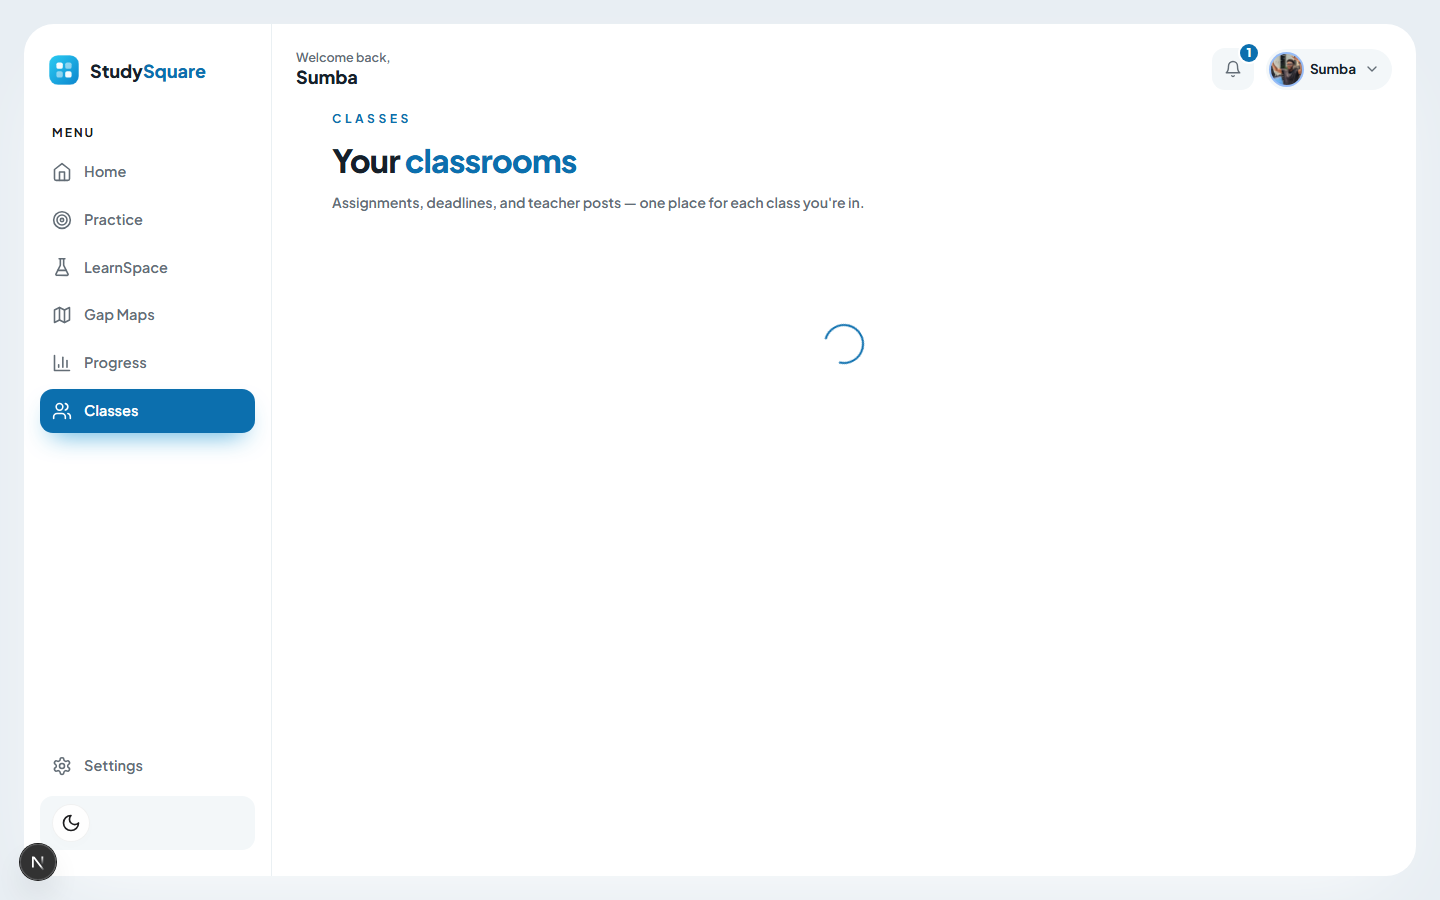 StudySquare
MENU
Home
Practice
LearnSpace
Gap Maps
Progress
Classes
Settings
N
Welcome back,
Sumba
1
Sumba
CLASSES
Your classrooms
Assignments, deadlines, and teacher posts — one place for each class you're in.